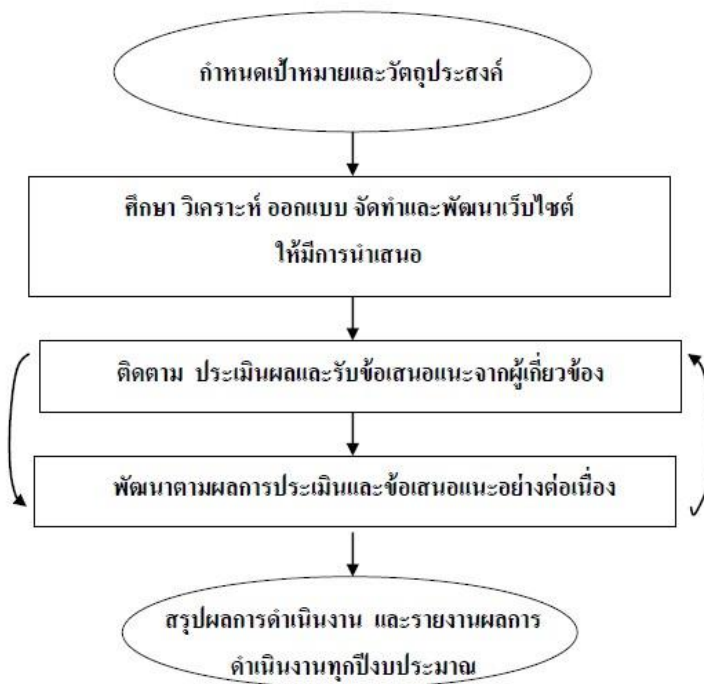 กำหนดเป้าหมายและวัตถุประสงค์
ศึกษา วิเคราะห์ ออกแบบ จัดทำและพัฒนาเว็บไซต์
ให้มีการนำเสนอ
ติดตาม ประเมินผลและรับข้อเสนอแนะจากผู้เกี่ยวข้อง
พัฒนาตามผลการประเมินและข้อเสนอแนะอย่างต่อเนื่อง
สรุปผลการดำเนินงาน และรายงานผลการ
ดำเนินงานทุกปีงบประมาณ